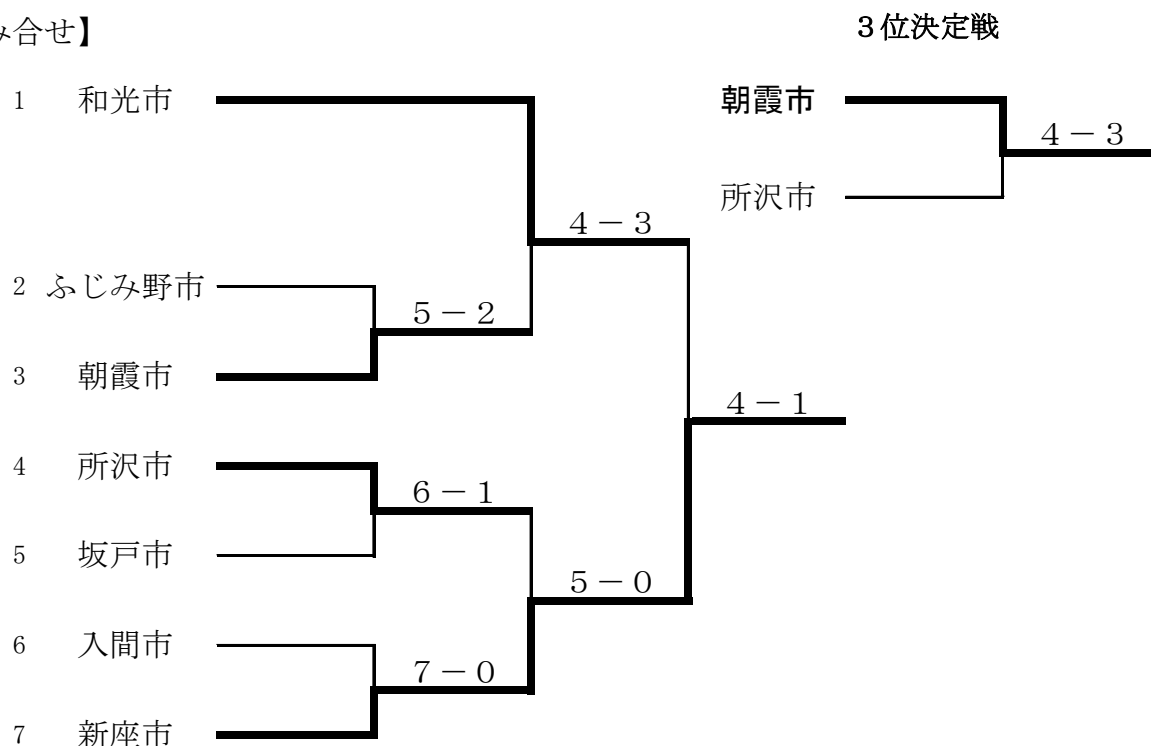 み合せ】
3位決定戦
1 和光市
朝霞市
4－3
所沢市
4－3
2 ふじみ野市
5－2
3 朝霞市
4－1
4 所沢市
6－1
5 坂戸市
5－0
6 入間市
7－0
7 新座市